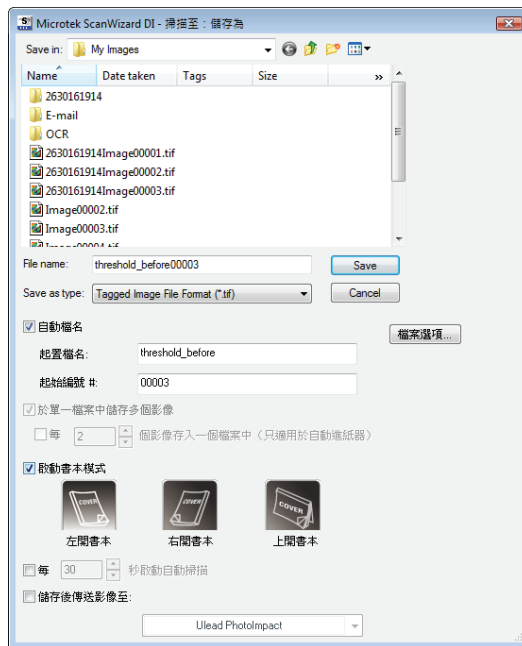 Microtek ScanWizard DI - 掃描至：儲存為
Save in: My Images
Name Date taken Tags Size »
2630161914
E-mail
OCR
2630161914Image00001.tif
2630161914Image00002.tif
2630161914Image00003.tif
Image00002.tif
Image00003.tif
Image00004.tif
File name: threshold_before00003 Save
Save as type: Tagged Image File Format (*.tif) Cancel
自動檔名 檔案選項...
起置檔名: threshold_before
起始編號 #: 00003
於單一檔案中儲存多個影像
每 2 個影像存入一個檔案中（只適用於自動進紙器）
啟動書本模式
COVER COVER COVER
左開書本 右開書本 上開書本
每 30 秒啟動自動掃描
儲存後傳送影像至:
Ulead PhotoImpact